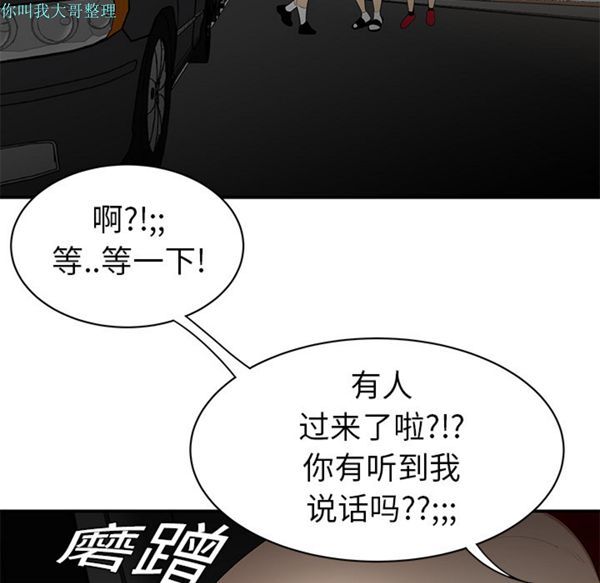 你叫我大哥整理
啊?!;;
等..等一下!
有人
过来了啦?!?
你有听到我
说话吗??;;;
磨蹭